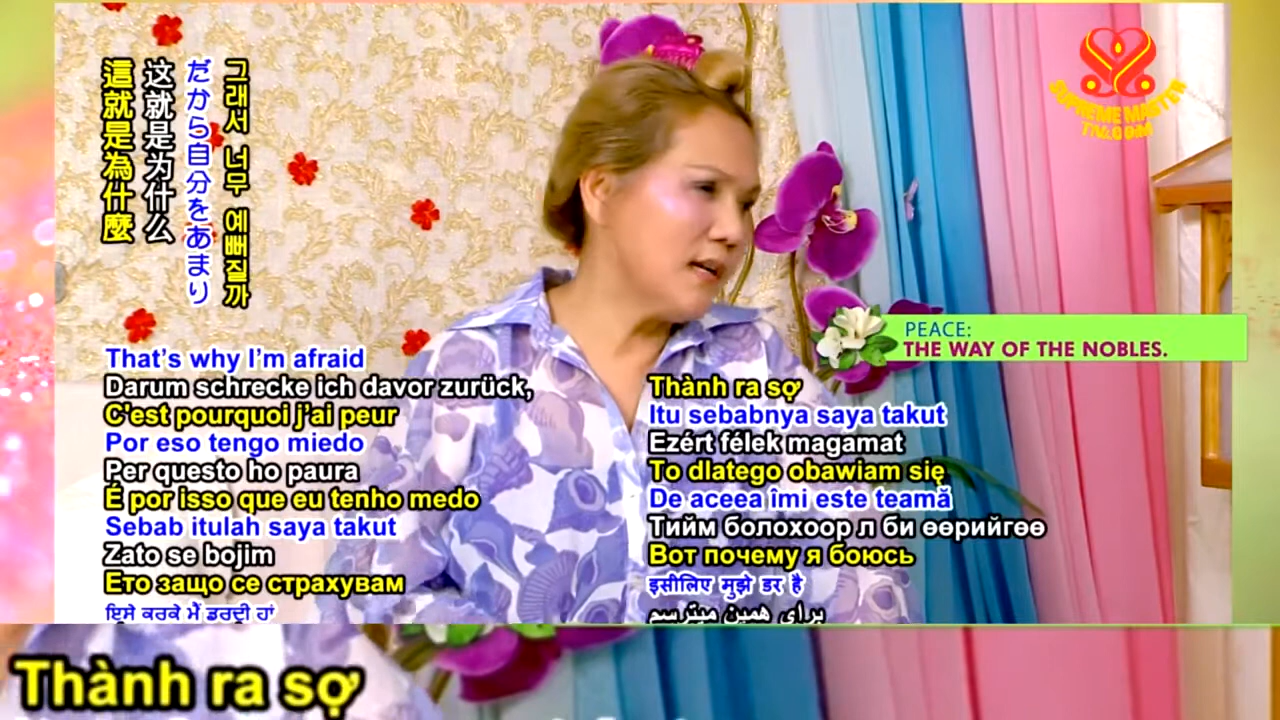 그래서 너무 예뻐질까
だから自分をあまり
这就是为什么
這就是為什麼
SUPREME MASTER
TV.COM
PEACE:
THE WAY OF THE NOBLES.
That's why I'm afraid
Darum schrecke ich davor zurück,
C'est pourquoi j'ai peur
Por eso tengo miedo
Per questo ho paura
É por isso que eu tenho medo
Sebab itulah saya takut
Zato se bojim
Ето защо се страхувам
ਇਸੇ ਕਰਕੇ ਮੈਂ ਡਰਦੀ ਹਾਂ
Thành ra sợ
Itu sebabnya saya takut
Ezért félek magamat
To dlatego obawiam się
De aceea îmi este teamă
Тийм болохоор л би өөрийгөө
Вот почему я боюсь
इसीलिए मुझे डर है
برای همین میترسم
Thành ra sợ